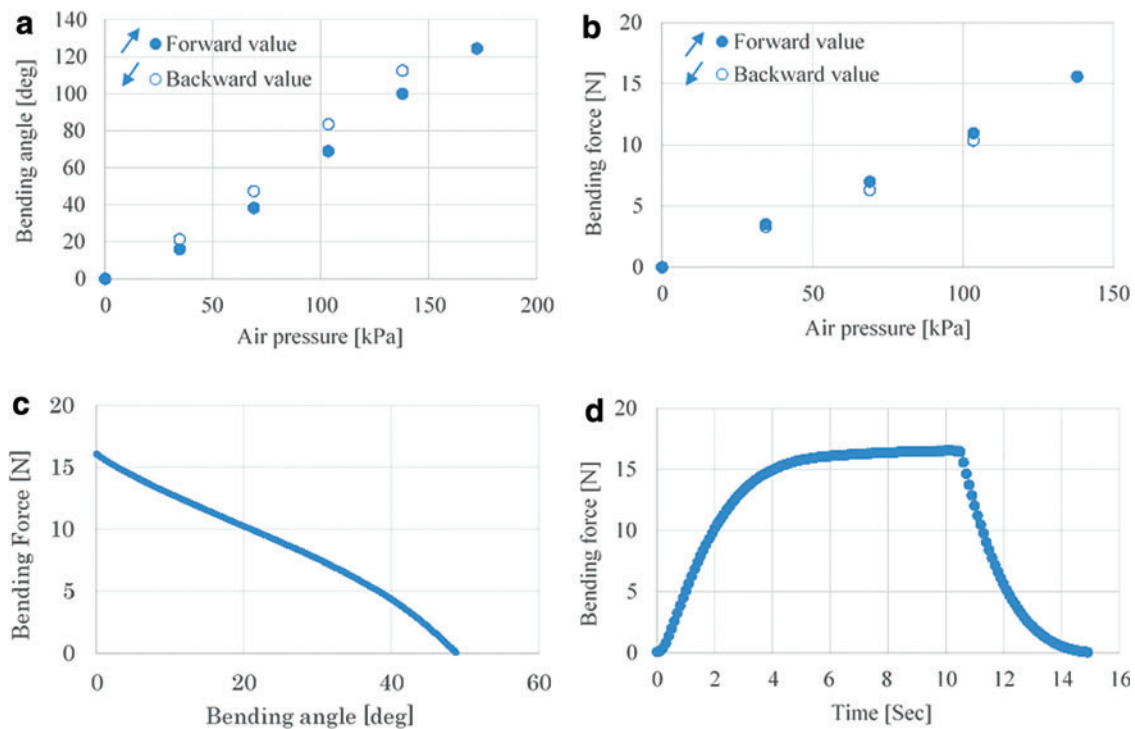 a
Bending angle [deg]
140
120
100
80
60
40
20
0
Forward value
Backward value
0 50 100 150 200
Air pressure [kPa]
b
Bending force [N]
20
15
10
5
0
Forward value
Backward value
0 50 100 150
Air pressure [kPa]
c
Bending Force [N]
20
15
10
5
0
0 20 40 60
Bending angle [deg]
d
Bending force [N]
20
15
10
5
0
0 2 4 6 8 10 12 14 16
Time [Sec]